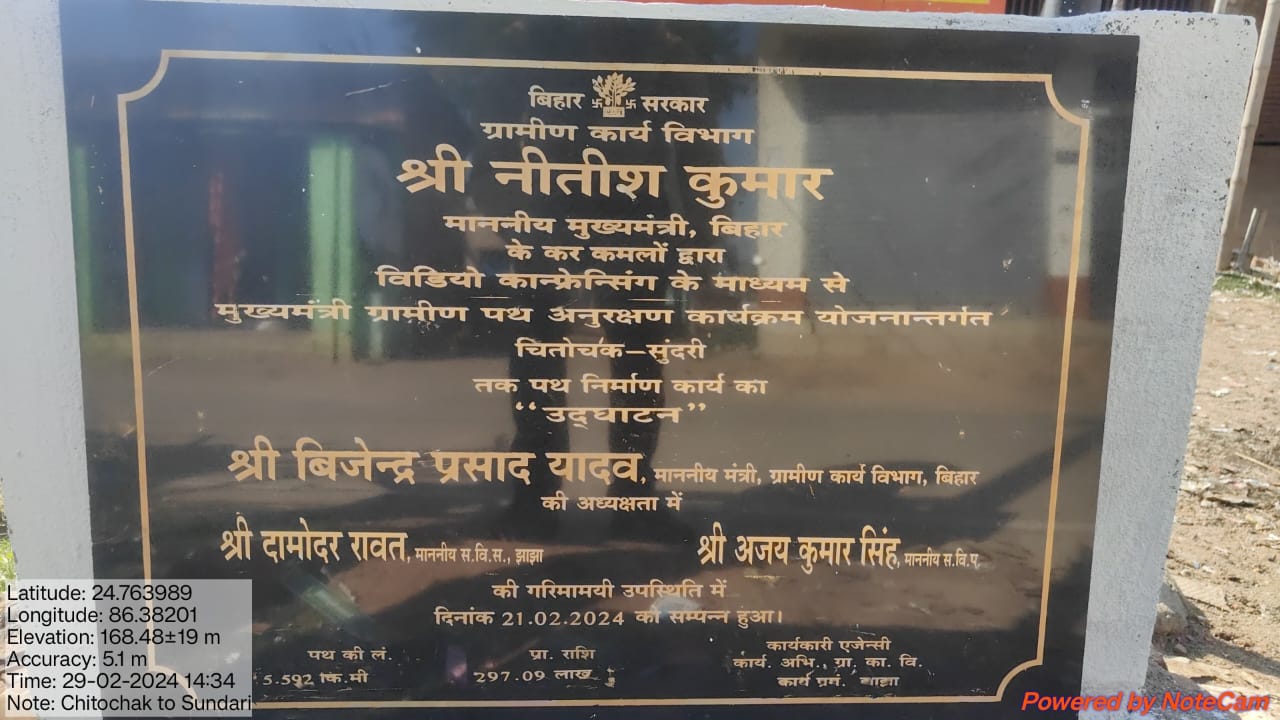 बिहार सरकार
ग्रामीण कार्य विभाग
श्री नीतीश कुमार
माननीय मुख्यमंत्री, बिहार
के कर कमलों द्वारा
विडियो कान्फ्रेन्सिंग के माध्यम से
मुख्यमंत्री ग्रामीण पथ अनुरक्षण कार्यक्रम योजनान्तर्गत
चितोचक–सुंदरी
तक पथ निर्माण कार्य का
“उद्घाटन”
श्री बिजेन्द्र प्रसाद यादव, माननीय मंत्री, ग्रामीण कार्य विभाग, बिहार
की अध्यक्षता में
श्री दामोदर रावत, माननीय स.वि.स., झाझा
श्री अजय कुमार सिंह, माननीय स.वि.प.
की गरिमामयी उपस्थिति में
दिनांक 21.02.2024 को सम्पन्न हुआ।
पथ की लं.
5.592 कि.मी
प्रा. राशि
297.09 लाख
कार्यकारी एजेन्सी
कार्य. अभि., ग्रा. का. वि.
कार्य प्रमं. झाझा
Latitude: 24.763989
Longitude: 86.38201
Elevation: 168.48±19 m
Accuracy: 5.1 m
Time: 29-02-2024 14:34
Note: Chitochak to Sundari
Powered by NoteCam